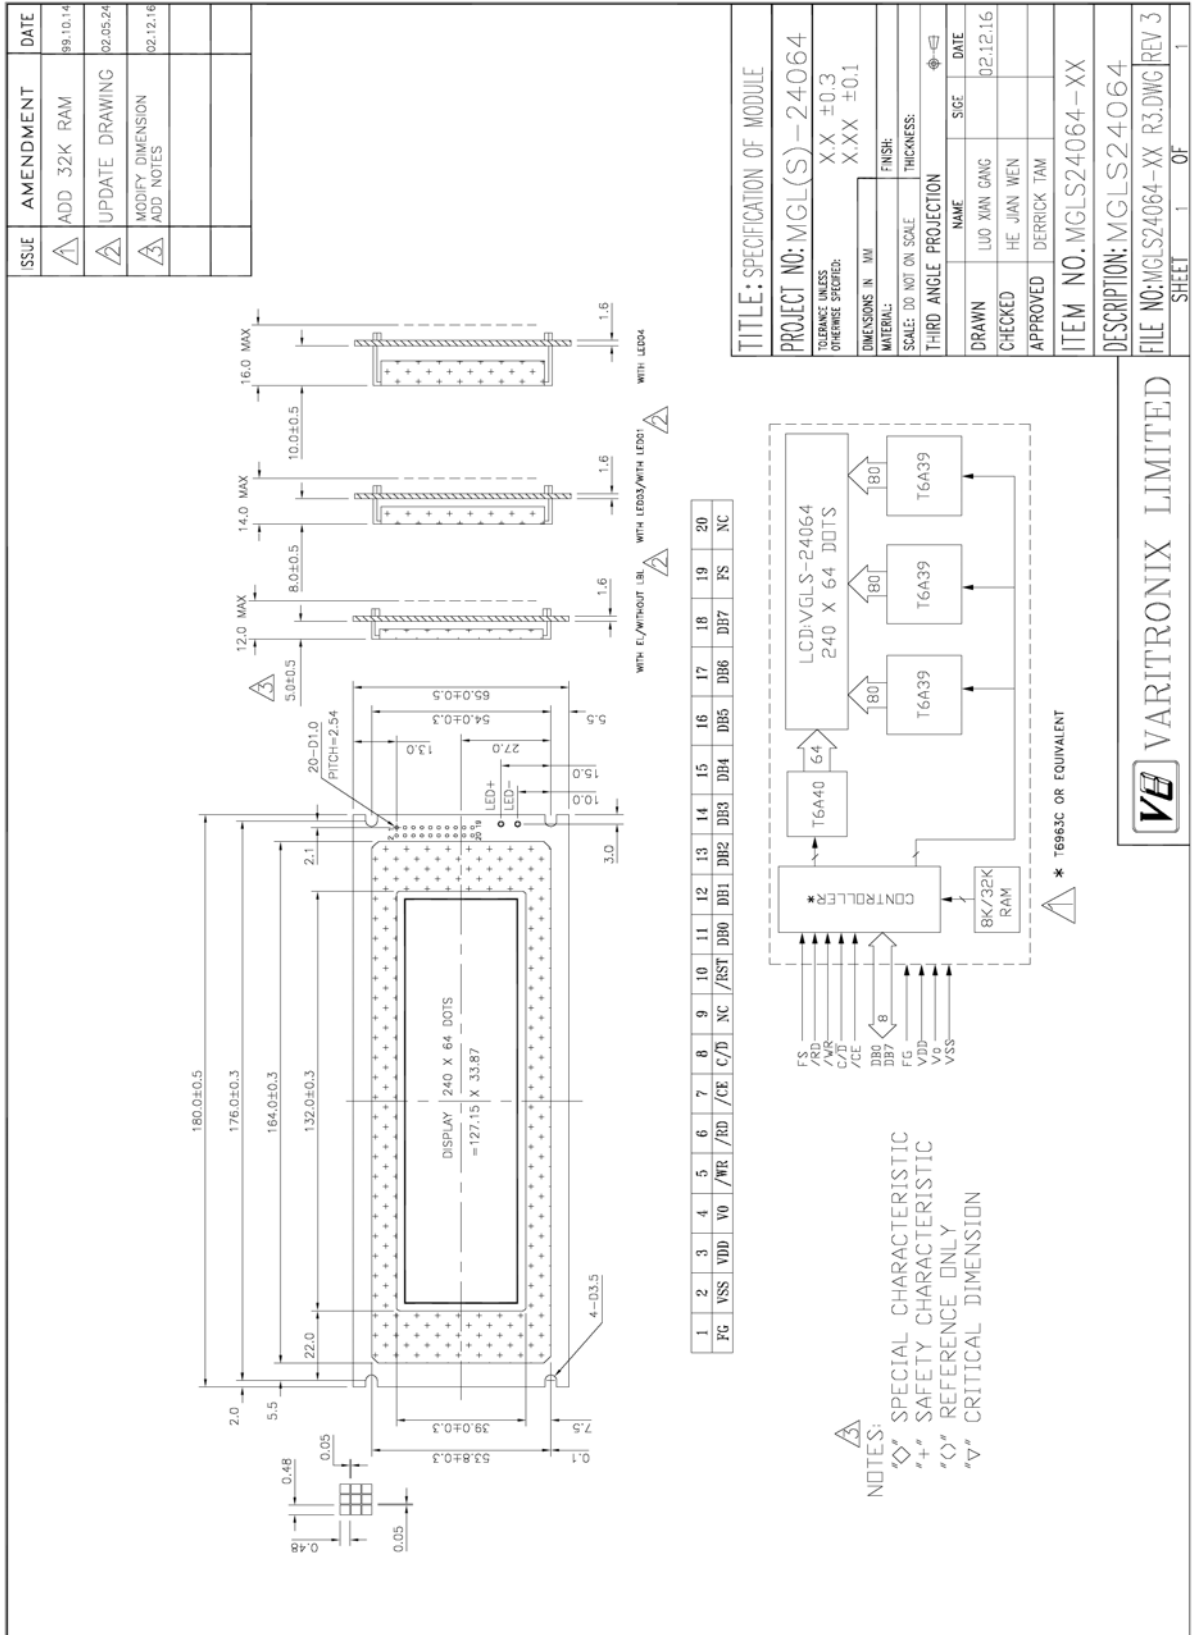 ISSUE AMENDMENT DATE
1 ADD 32K RAM 99.10.14
2 UPDATE DRAWING 02.05.24
3 MODIFY DIMENSION
ADD NOTES 02.12.16
180.0±0.5
176.0±0.3
164.0±0.3
132.0±0.3
2.0
5.5
22.0
2.1
0.48
0.05
0.48
0.05
20-D1.0
PITCH=2.54
2 1
20 19
LED+
LED-
DISPLAY 240 X 64 DOTS
=127.15 X 33.87
4-D3.5
53.8±0.3
39.0±0.3
7.5
0.1
3.0
65.0±0.5
54.0±0.3
13.0
27.0
15.0
10.0
5.5
3
12.0 MAX
5.0±0.5
1.6
WITH EL/WITHOUT LBL
2
14.0 MAX
8.0±0.5
1.6
WITH LED03/WITH LED01
2
16.0 MAX
10.0±0.5
1.6
WITH LED04
1 2 3 4 5 6 7 8 9 10 11 12 13 14 15 16 17 18 19 20
FG VSS VDD V0 /WR /RD /CE C/D NC /RST DB0 DB1 DB2 DB3 DB4 DB5 DB6 DB7 FS NC
FS
/RD
/WR
C/D
/CE
DB0
DB7
8
FG
VDD
V0
VSS
CONTROLLER*
8K/32K
RAM
T6A40
64
LCD:VGLS-24064
240 X 64 DOTS
80
80
80
T6A39
T6A39
T6A39
1
* T6963C OR EQUIVALENT
3
NOTES:
"◇" SPECIAL CHARACTERISTIC
"+" SAFETY CHARACTERISTIC
"()" REFERENCE ONLY
"▽" CRITICAL DIMENSION
TITLE: SPECIFICATION OF MODULE
PROJECT NO: MGL(S)-24064
TOLERANCE UNLESS
OTHERWISE SPECIFIED:
X.X ±0.3
X.XX ±0.1
DIMENSIONS IN MM
MATERIAL: FINISH:
SCALE: DO NOT ON SCALE THICKNESS:
THIRD ANGLE PROJECTION
NAME SIGE DATE
DRAWN LUO XIAN GANG 02.12.16
CHECKED HE JIAN WEN
APPROVED DERRICK TAM
ITEM NO. MGLS24064-XX
DESCRIPTION: MGLS24064
FILE NO: MGLS24064-XX R3.DWG REV 3
SHEET 1 OF 1
VARITRONIX LIMITED